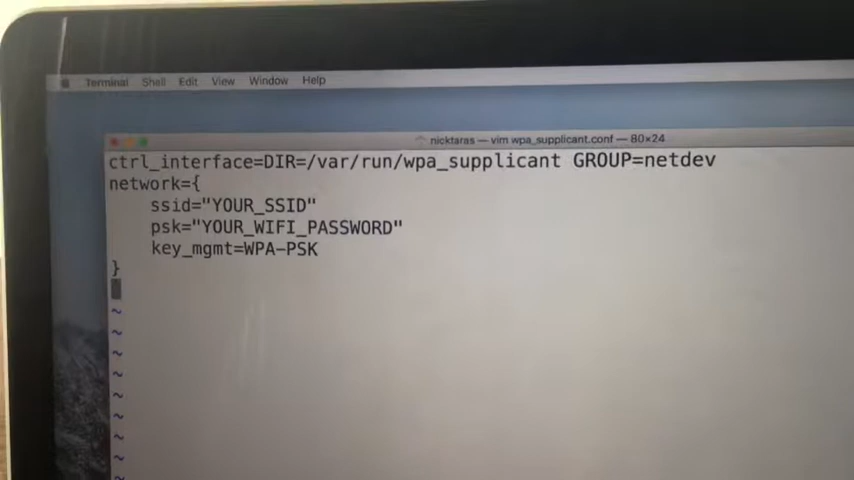 Terminal Shell Edit View Window Help
nicktaras — vim wpa_supplicant.conf — 80×24
ctrl_interface=DIR=/var/run/wpa_supplicant GROUP=netdev
network={
    ssid="YOUR_SSID"
    psk="YOUR_WIFI_PASSWORD"
    key_mgmt=WPA-PSK
}
~
~
~
~
~
~
~
~
~